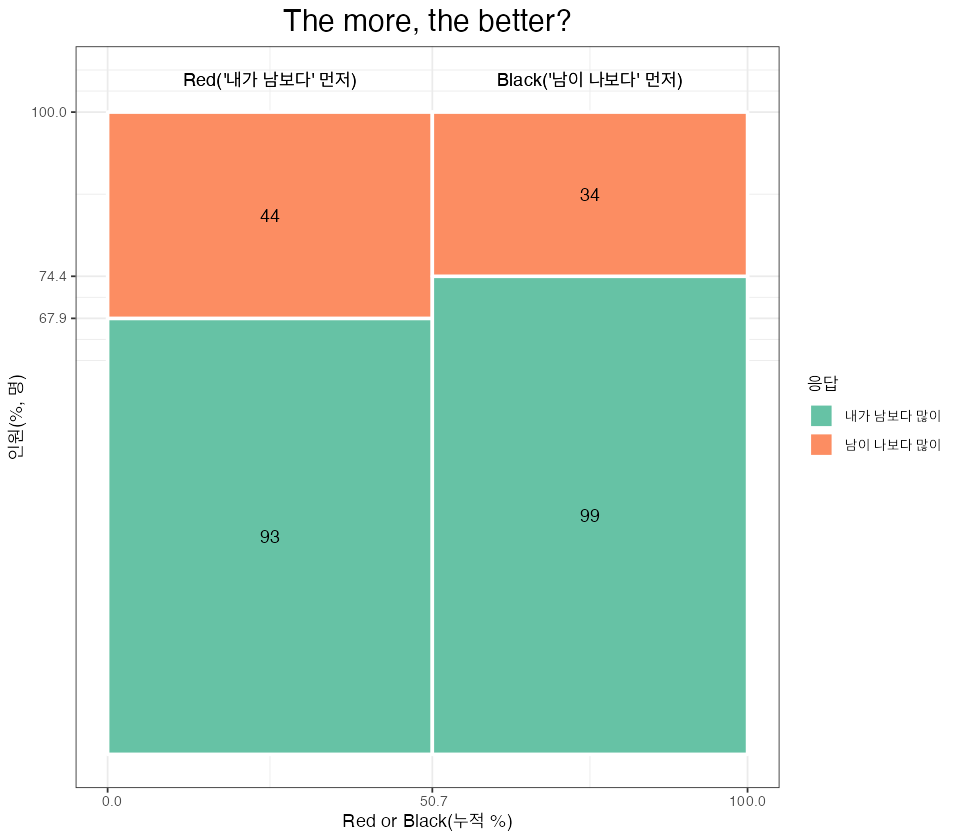 The more, the better?
Red('내가 남보다' 먼저)
Black('남이 나보다' 먼저)
100.0
74.4
67.9
44
34
93
99
인원(%, 명)
응답
내가 남보다 많이
남이 나보다 많이
0.0
50.7
100.0
Red or Black(누적 %)